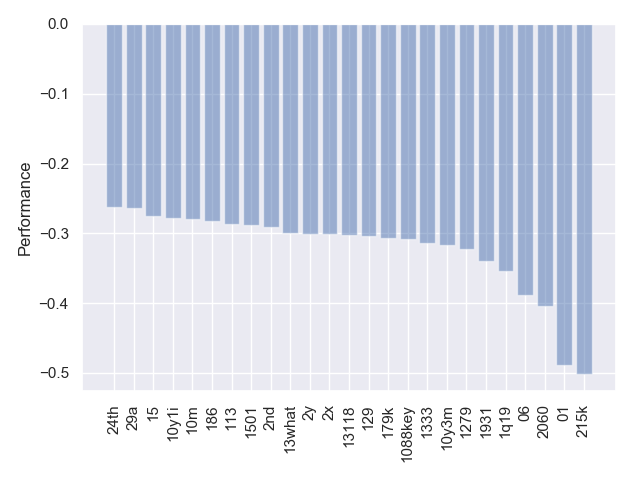 0.0
−0.1
−0.2
−0.3
−0.4
−0.5
Performance
24th
29a
15
10y1i
10m
186
113
1501
2nd
13what
2y
2x
13118
129
179k
1088key
1333
10y3m
1279
1931
1q19
06
2060
01
215k